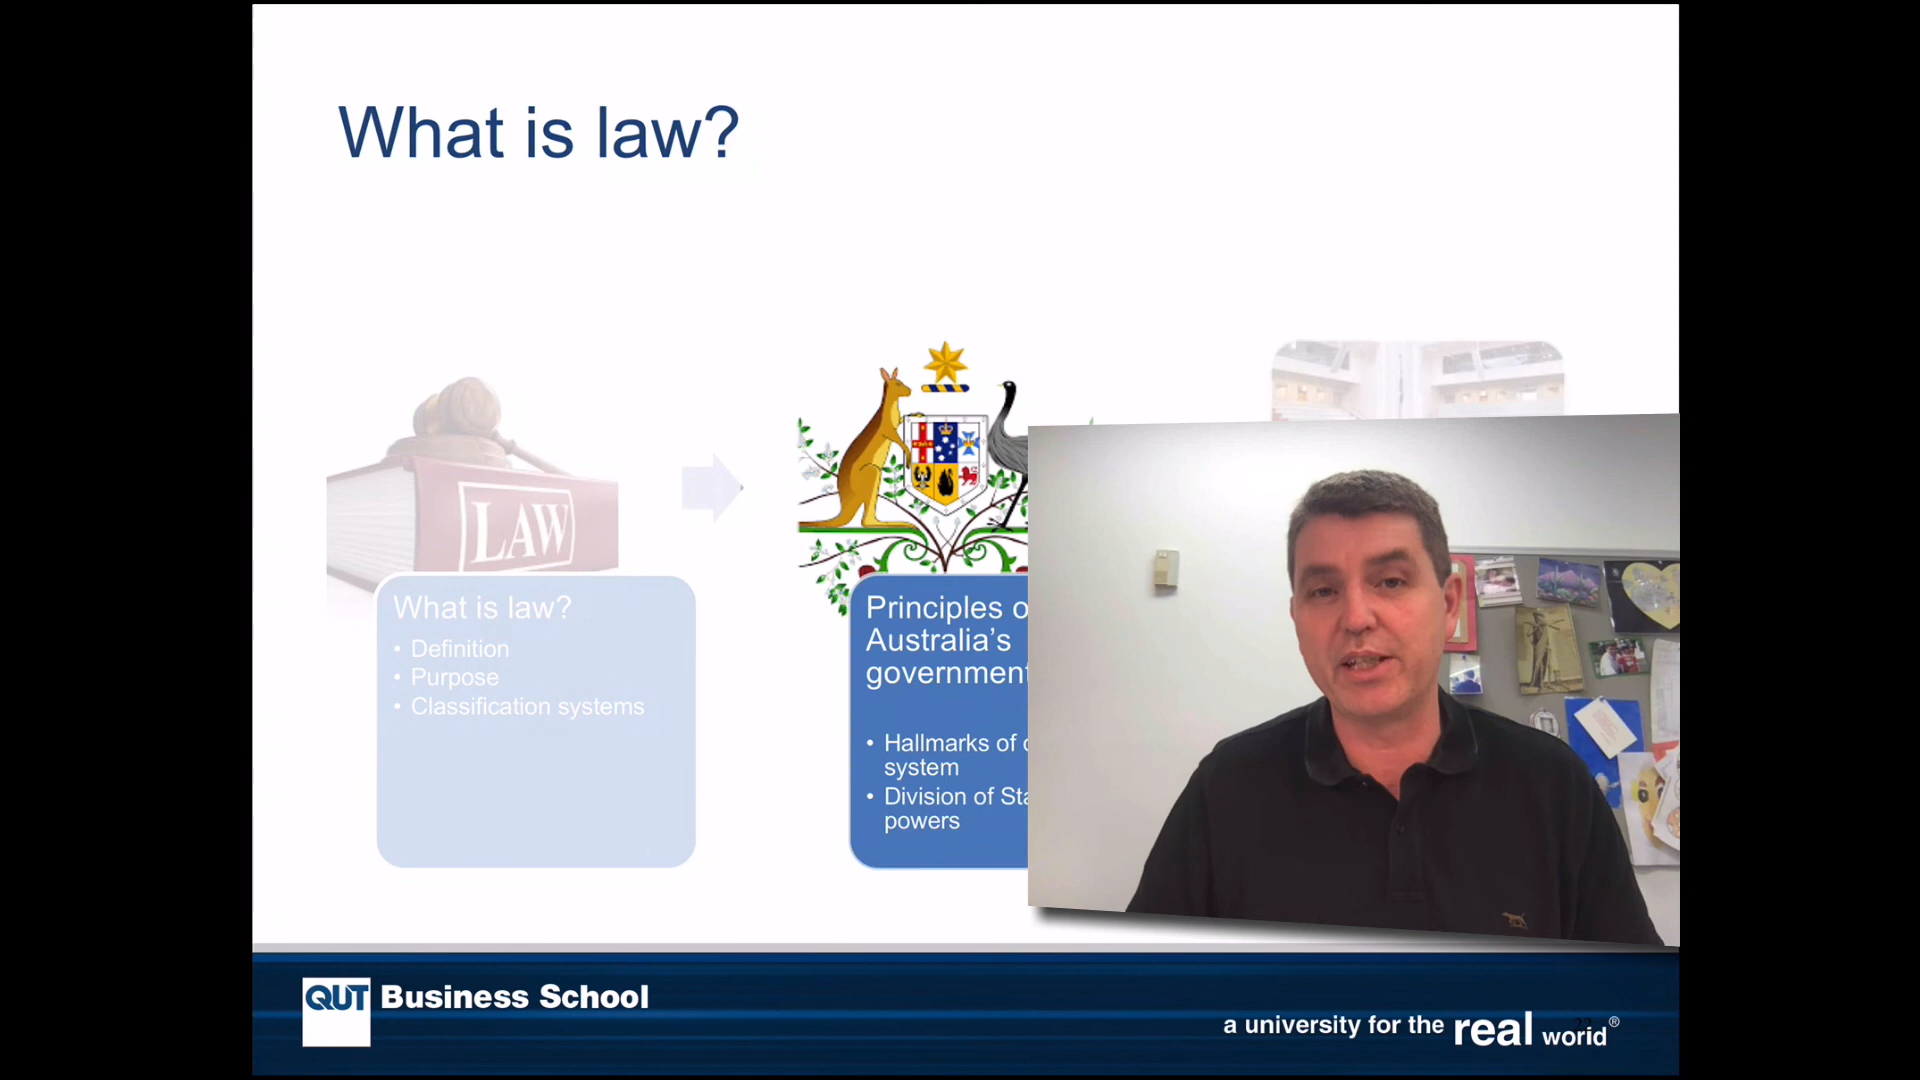 What is law?
LAW
What is law?
• Definition
• Purpose
• Classification systems
Principles o
Australia’s
government
• Hallmarks of
system
• Division of Sta
powers
QUT Business School
a university for the real world®